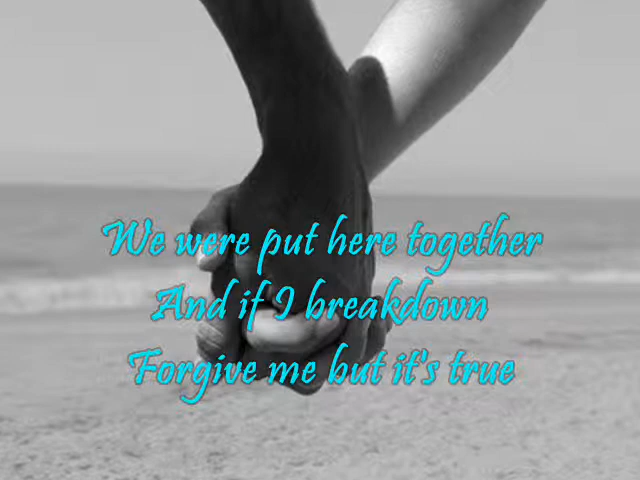 We were put here together
And if I breakdown
Forgive me but it's true